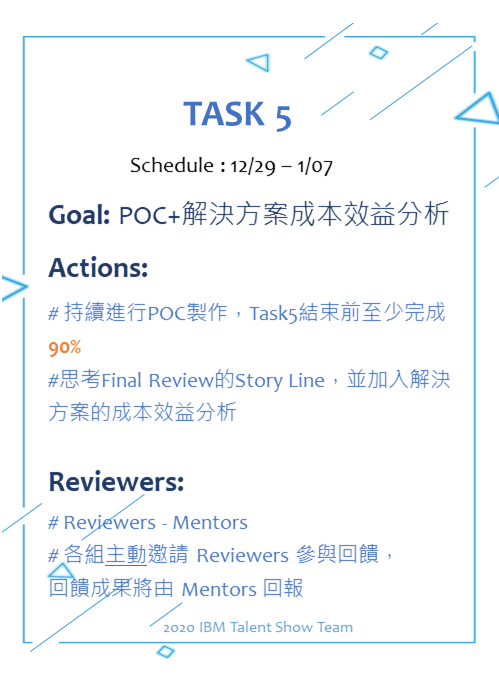 TASK 5
Schedule : 12/29 – 1/07
Goal: POC+解決方案成本效益分析
Actions:
# 持續進行POC製作，Task5結束前至少完成
90%
#思考Final Review的Story Line，並加入解決
方案的成本效益分析
Reviewers:
# Reviewers - Mentors
# 各組主動邀請 Reviewers 參與回饋，
回饋成果將由 Mentors 回報
2020 IBM Talent Show Team